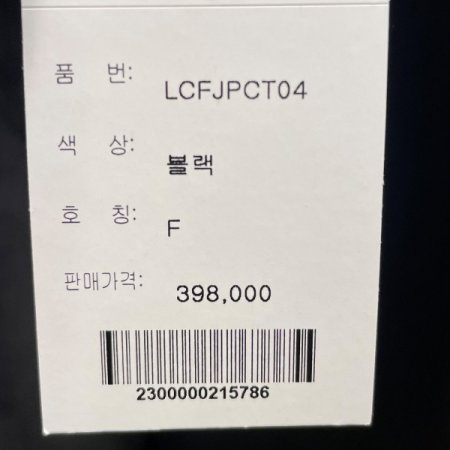 품 번: LCFJPCT04
색 상: 블랙
호 칭: F
판매가격: 398,000
2300000215786